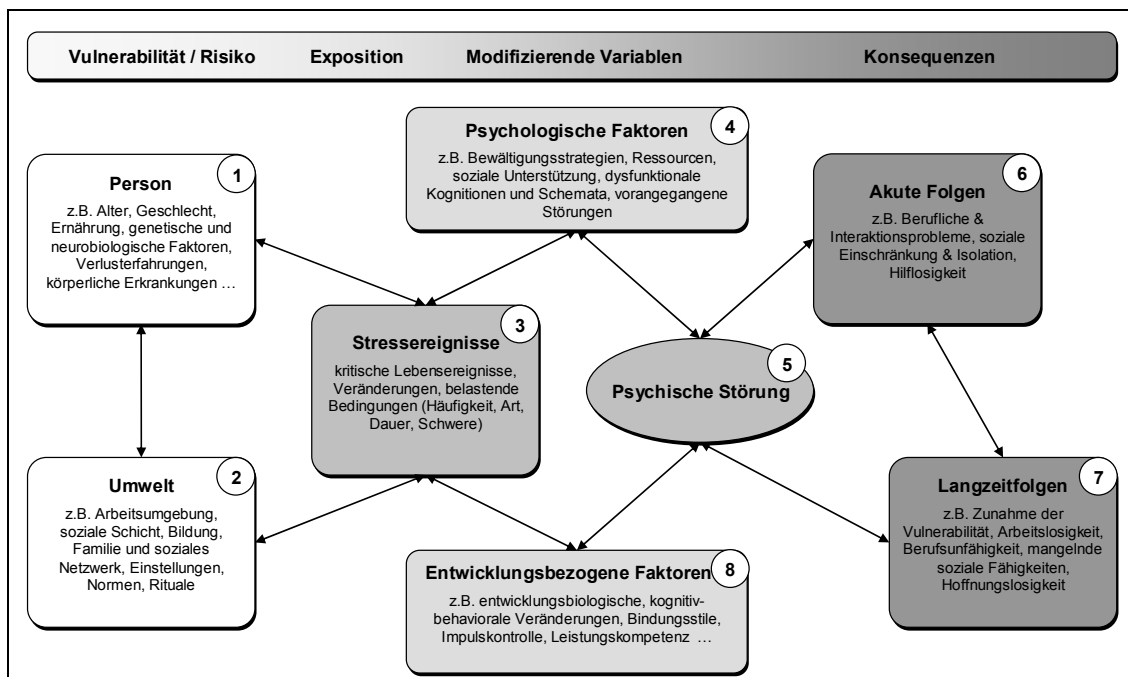 Vulnerabilität / Risiko Exposition Modifizierende Variablen Konsequenzen
1
Person
z.B. Alter, Geschlecht,
Ernährung, genetische und
neurobiologische Faktoren,
Verlusterfahrungen,
körperliche Erkrankungen …
2
Umwelt
z.B. Arbeitsumgebung,
soziale Schicht, Bildung,
Familie und soziales
Netzwerk, Einstellungen,
Normen, Rituale
3
Stressereignisse
kritische Lebensereignisse,
Veränderungen, belastende
Bedingungen (Häufigkeit, Art,
Dauer, Schwere)
4
Psychologische Faktoren
z.B. Bewältigungsstrategien, Ressourcen,
soziale Unterstützung, dysfunktionale
Kognitionen und Schemata, vorangegangene
Störungen
5
Psychische Störung
6
Akute Folgen
z.B. Berufliche &
Interaktionsprobleme, soziale
Einschränkung & Isolation,
Hilflosigkeit
7
Langzeitfolgen
z.B. Zunahme der
Vulnerabilität, Arbeitslosigkeit,
Berufsunfähigkeit, mangelnde
soziale Fähigkeiten,
Hoffnungslosigkeit
8
Entwicklungsbezogene Faktoren
z.B. entwicklungsbiologische, kognitiv-
behaviorale Veränderungen, Bindungsstile,
Impulskontrolle, Leistungskompetenz …